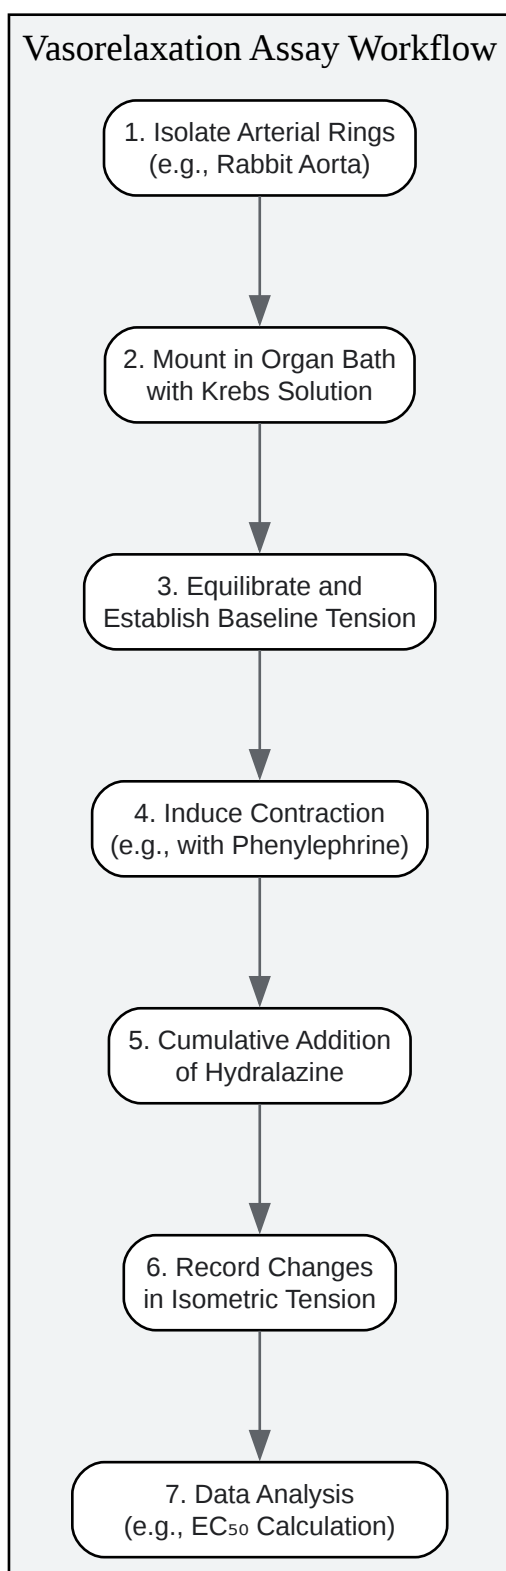 Vasorelaxation Assay Workflow
1. Isolate Arterial Rings
(e.g., Rabbit Aorta)
2. Mount in Organ Bath
with Krebs Solution
3. Equilibrate and
Establish Baseline Tension
4. Induce Contraction
(e.g., with Phenylephrine)
5. Cumulative Addition
of Hydralazine
6. Record Changes
in Isometric Tension
7. Data Analysis
(e.g., EC₅₀ Calculation)